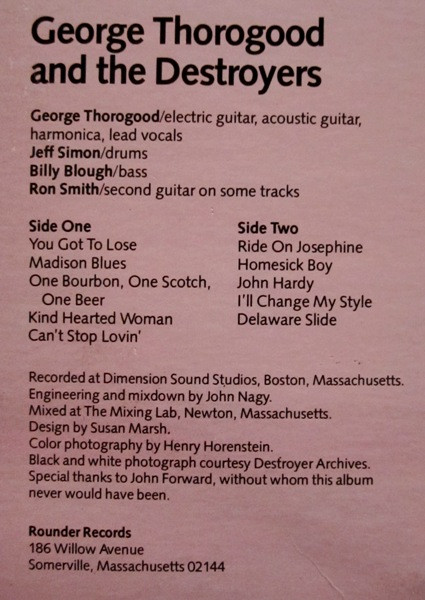 George Thorogood
and the Destroyers
George Thorogood/electric guitar, acoustic guitar,
harmonica, lead vocals
Jeff Simon/drums
Billy Blough/bass
Ron Smith/second guitar on some tracks
Side One
You Got To Lose
Madison Blues
One Bourbon, One Scotch,
One Beer
Kind Hearted Woman
Can't Stop Lovin'
Side Two
Ride On Josephine
Homesick Boy
John Hardy
I'll Change My Style
Delaware Slide
Recorded at Dimension Sound Studios, Boston, Massachusetts.
Engineering and mixdown by John Nagy.
Mixed at The Mixing Lab, Newton, Massachusetts.
Design by Susan Marsh.
Color photography by Henry Horenstein.
Black and white photograph courtesy Destroyer Archives.
Special thanks to John Forward, without whom this album
never would have been.
Rounder Records
186 Willow Avenue
Somerville, Massachusetts 02144